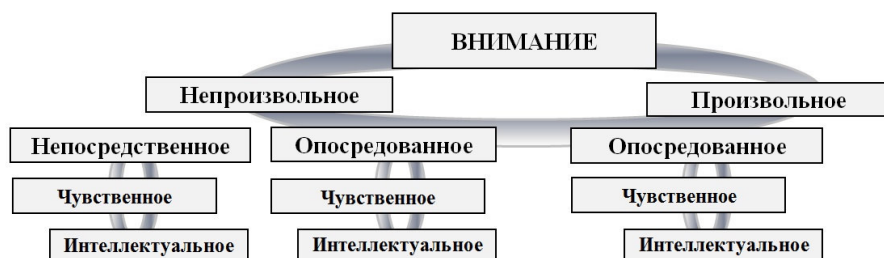 ВНИМАНИЕ
Непроизвольное
Произвольное
Непосредственное
Опосредованное
Опосредованное
Чувственное
Чувственное
Чувственное
Интеллектуальное
Интеллектуальное
Интеллектуальное